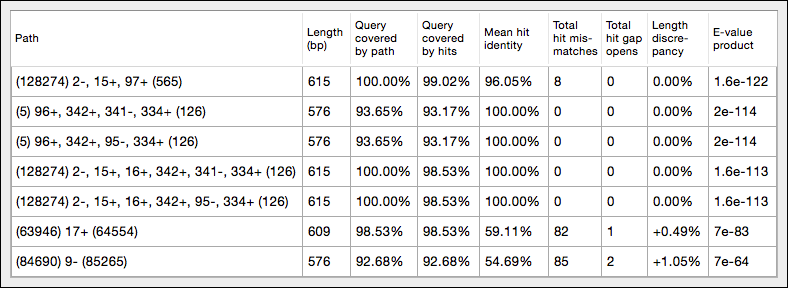 Path Length (bp) Query covered by path Query covered by hits Mean hit identity Total hit mis-matches Total hit gap opens Length discre-pancy E-value product
(128274) 2-, 15+, 97+ (565) 615 100.00% 99.02% 96.05% 8 0 0.00% 1.6e-122
(5) 96+, 342+, 341-, 334+ (126) 576 93.65% 93.17% 100.00% 0 0 0.00% 2e-114
(5) 96+, 342+, 95-, 334+ (126) 576 93.65% 93.17% 100.00% 0 0 0.00% 2e-114
(128274) 2-, 15+, 16+, 342+, 341-, 334+ (126) 615 100.00% 98.53% 100.00% 0 0 0.00% 1.6e-113
(128274) 2-, 15+, 16+, 342+, 95-, 334+ (126) 615 100.00% 98.53% 100.00% 0 0 0.00% 1.6e-113
(63946) 17+ (64554) 609 98.53% 98.53% 59.11% 82 1 +0.49% 7e-83
(84690) 9- (85265) 576 92.68% 92.68% 54.69% 85 2 +1.05% 7e-64